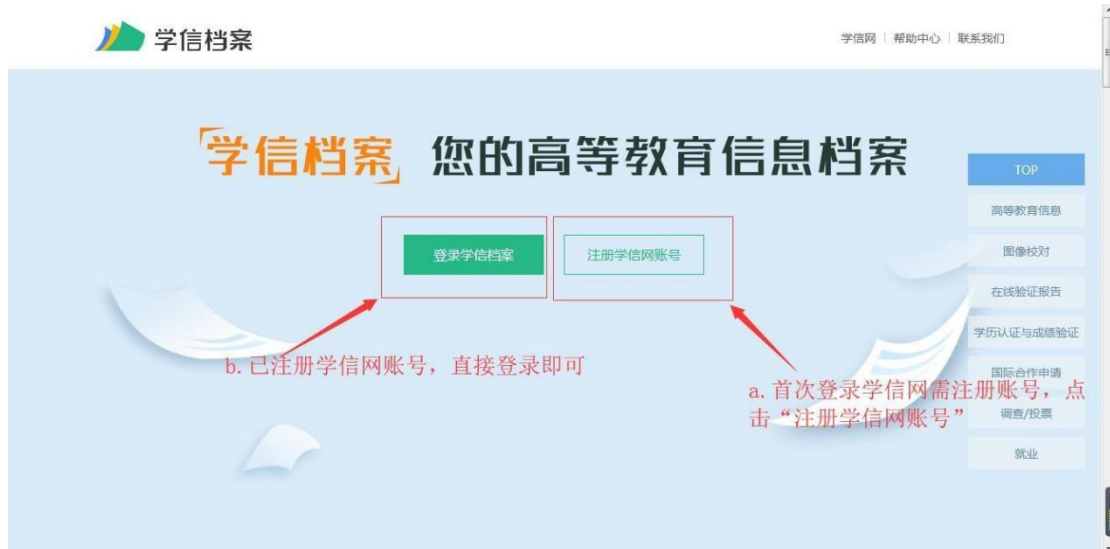 学信档案
学信网 | 帮助中心 | 联系我们
学信档案 您的高等教育信息档案
TOP
高等教育信息
图像校对
在线验证报告
学历认证与成绩验证
国际合作申请
调查/投票
就业
登录学信档案
注册学信网账号
b.已注册学信网账号，直接登录即可
a.首次登录学信网需注册账号，点
击“注册学信网账号”